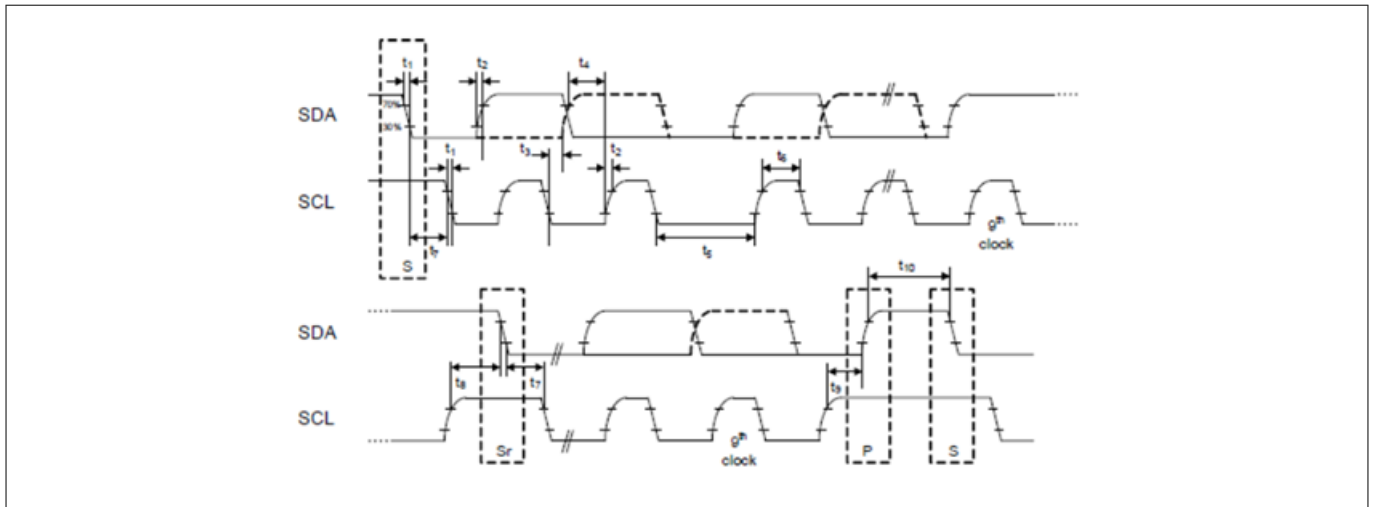 t1 t2 t4
SDA
70%
30%
t1 t3 t2 t6
SCL
t7 t5
9th
clock
S
t10
SDA
t8 t7 t9
SCL
Sr
9th
clock
P
S